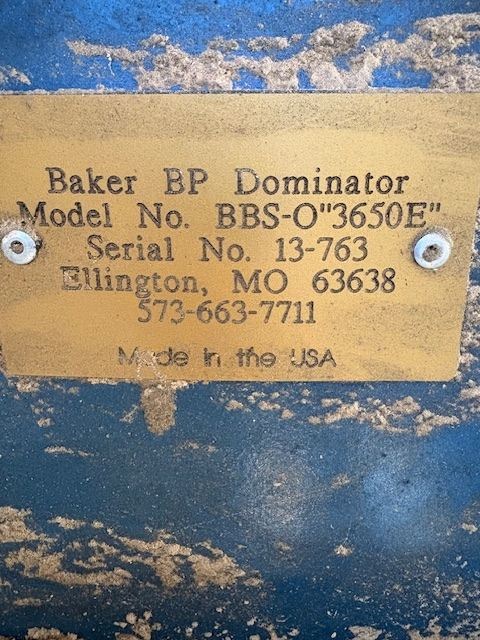 Baker BP Dominator
Model No. BBS-O"3650E"
Serial No. 13-763
Ellington, MO 63638
573-663-7711
Made in the USA